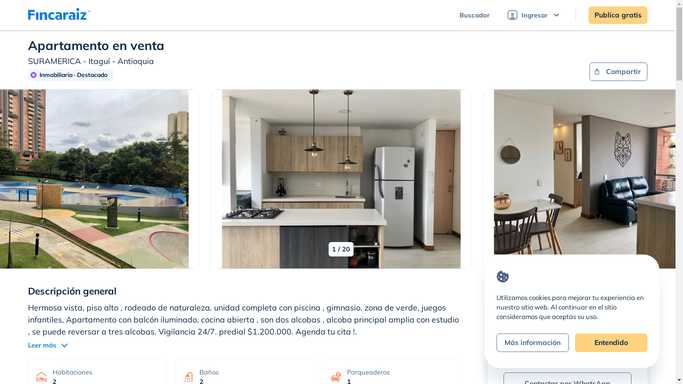 Fincaraiz
Buscador
Ingresar
Publica gratis
Apartamento en venta
SURAMERICA - Itaguí - Antioquia
Inmobiliaria · Destacado
Compartir
1 / 20
Descripción general
Hermosa vista, piso alto , rodeado de naturaleza, unidad completa con piscina , gimnasio, zona de verde, juegos
infantiles, Apartamento con balcón iluminado, cocina abierta , son dos alcobas , alcoba principal amplia con estudio
, se puede reversar a tres alcobas, Vigilancia 24/7. predial $1.200.000. Agenda tu cita !.
Leer más
Habitaciones
2
Baños
2
Parqueaderos
1
Utilizamos cookies para mejorar tu experiencia en
nuestro sitio web. Al continuar en el sitio
consideramos que aceptas su uso.
Más información
Entendido
Contactar por WhatsApp